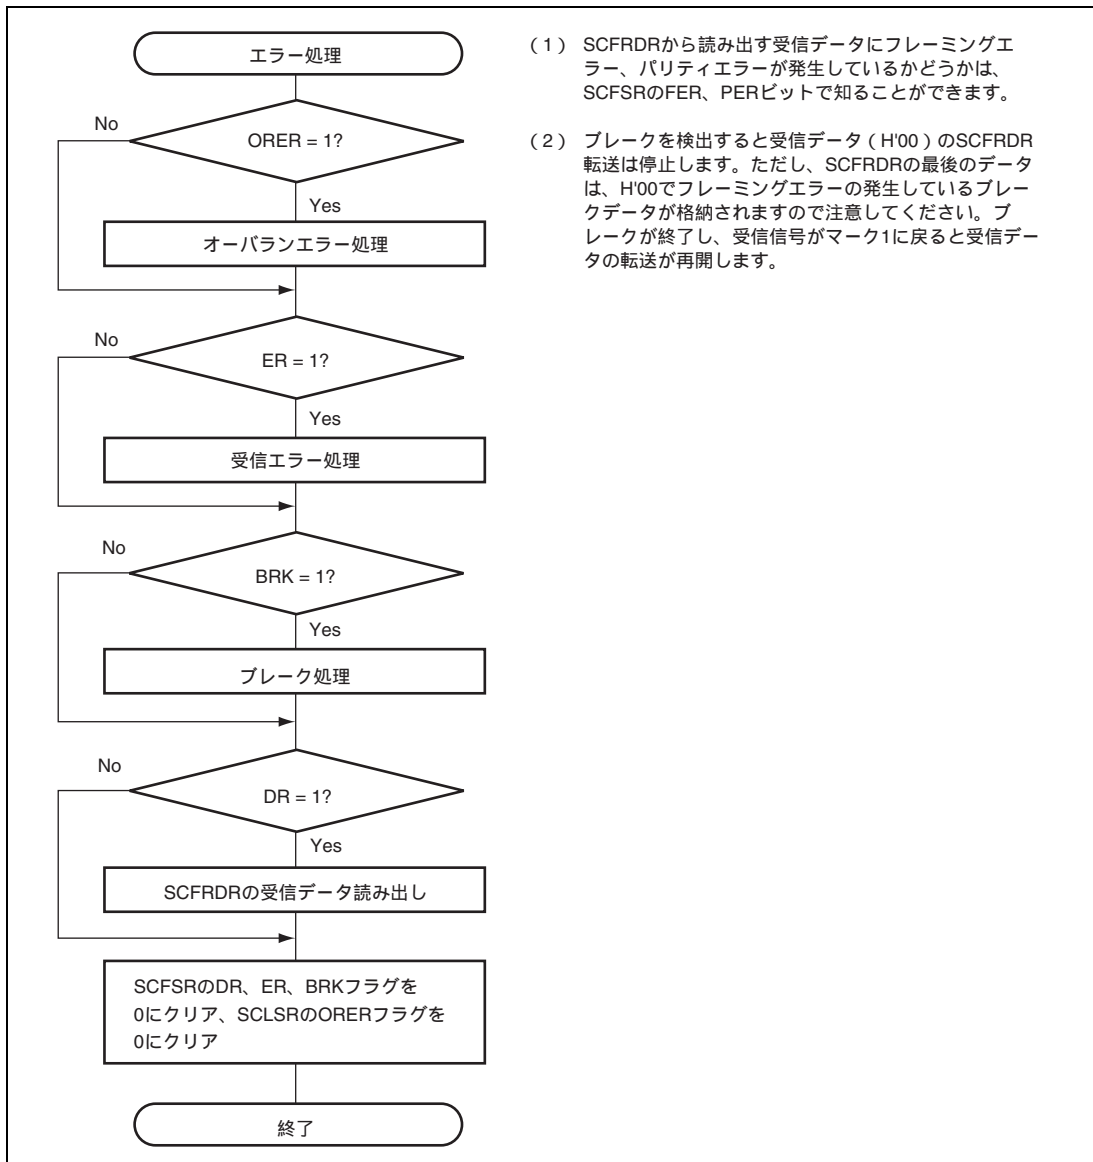 エラー処理
No
ORER = 1?
Yes
オーバランエラー処理
No
ER = 1?
Yes
受信エラー処理
No
BRK = 1?
Yes
ブレーク処理
No
DR = 1?
Yes
SCFRDRの受信データ読み出し
SCFSRのDR、ER、BRKフラグを
0にクリア、SCLSRのORERフラグを
0にクリア
終了
（1） SCFRDRから読み出す受信データにフレーミングエ
ラー、パリティエラーが発生しているかどうかは、
SCFSRのFER、PERビットで知ることができます。
（2） ブレークを検出すると受信データ（H'00）のSCFRDR
転送は停止します。ただし、SCFRDRの最後のデータ
は、H'00でフレーミングエラーの発生しているブレー
クデータが格納されますので注意してください。ブ
レークが終了し、受信信号がマーク1に戻ると受信デー
タの転送が再開します。